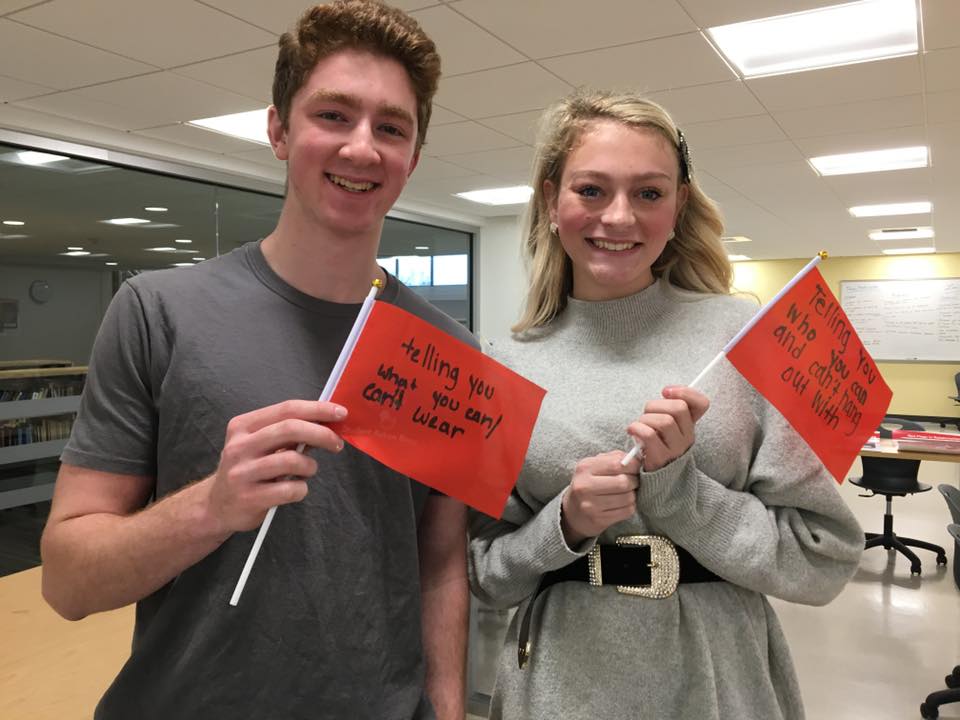 telling you
what you can/
can't wear
Telling you
who you can
and can't hang
out with